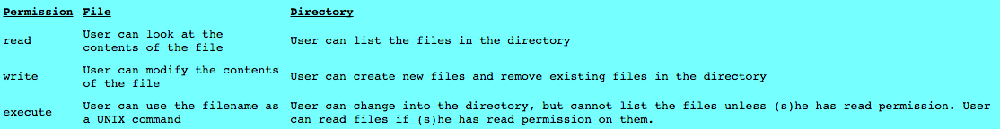 Permission File Directory
read User can look at the contents of the file User can list the files in the directory
write User can modify the contents of the file User can create new files and remove existing files in the directory
execute User can use the filename as a UNIX command User can change into the directory, but cannot list the files unless (s)he has read permission. User can read files if (s)he has read permission on them.